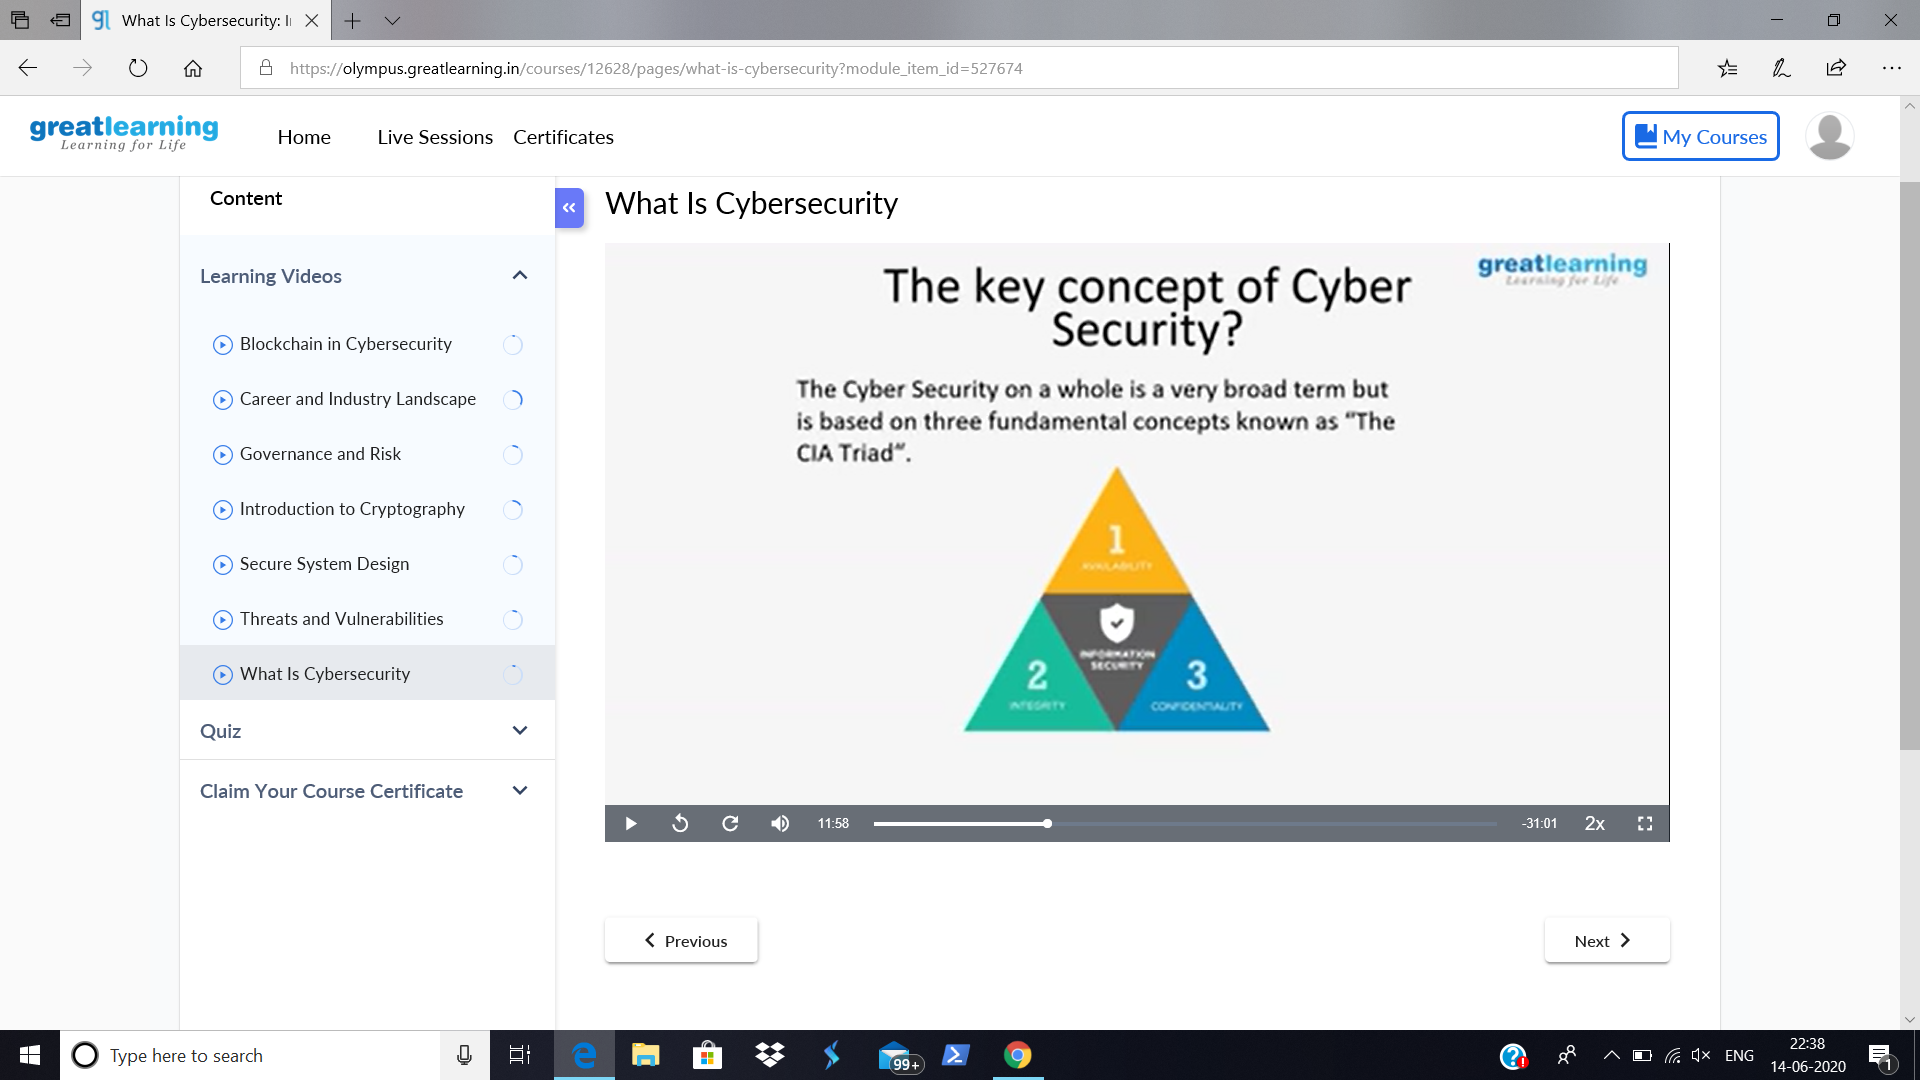 What Is Cybersecurity: I
https://olympus.greatlearning.in/courses/12628/pages/what-is-cybersecurity?module_item_id=527674
greatlearning
Learning for Life
Home Live Sessions Certificates
My Courses
Content
Learning Videos
Blockchain in Cybersecurity
Career and Industry Landscape
Governance and Risk
Introduction to Cryptography
Secure System Design
Threats and Vulnerabilities
What Is Cybersecurity
Quiz
Claim Your Course Certificate
What Is Cybersecurity
greatlearning
Learning for Life
The key concept of Cyber
Security?
The Cyber Security on a whole is a very broad term but
is based on three fundamental concepts known as “The
CIA Triad”.
1
AVAILABILITY
INFORMATION
SECURITY
2
INTEGRITY
3
CONFIDENTIALITY
11:58
-31:01
2x
Previous
Next
Type here to search
99+
ENG
22:38
14-06-2020
1